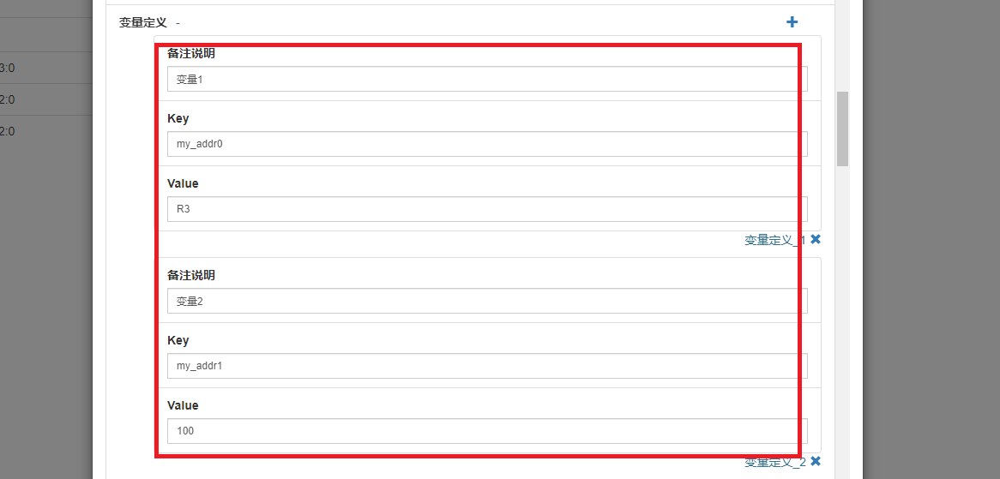 变量定义 -
备注说明
变量1
3:0
2:0
Key
2:0
my_addr0
Value
R3
变量定义_1
备注说明
变量2
Key
my_addr1
Value
100
变量定义_2